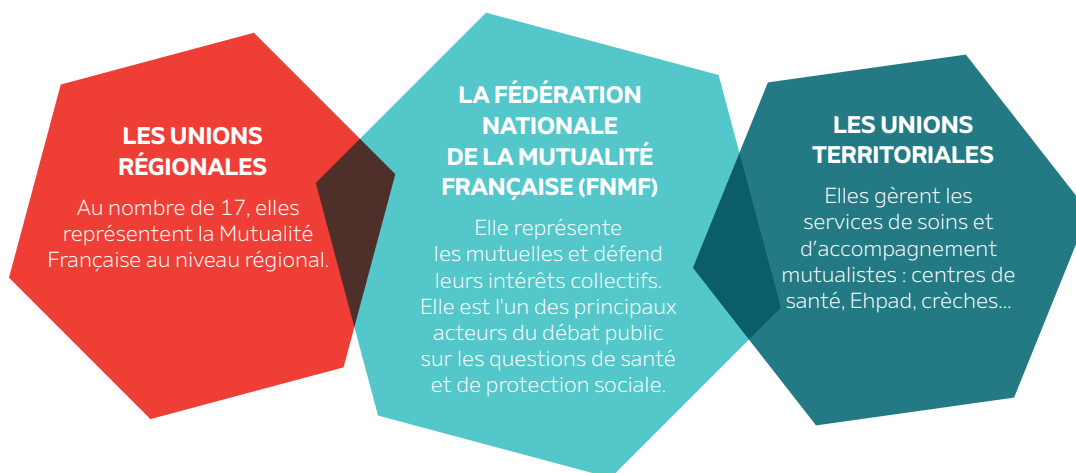 LES UNIONS
RÉGIONALES
Au nombre de 17, elles
représentent la Mutualité
Française au niveau régional.
LA FÉDÉRATION
NATIONALE
DE LA MUTUALITÉ
FRANÇAISE (FNMF)
Elle représente
les mutuelles et défend
leurs intérêts collectifs.
Elle est l'un des principaux
acteurs du débat public
sur les questions de santé
et de protection sociale.
LES UNIONS
TERRITORIALES
Elles gèrent les
services de soins et
d'accompagnement
mutualistes : centres de
santé, Ehpad, crèches...